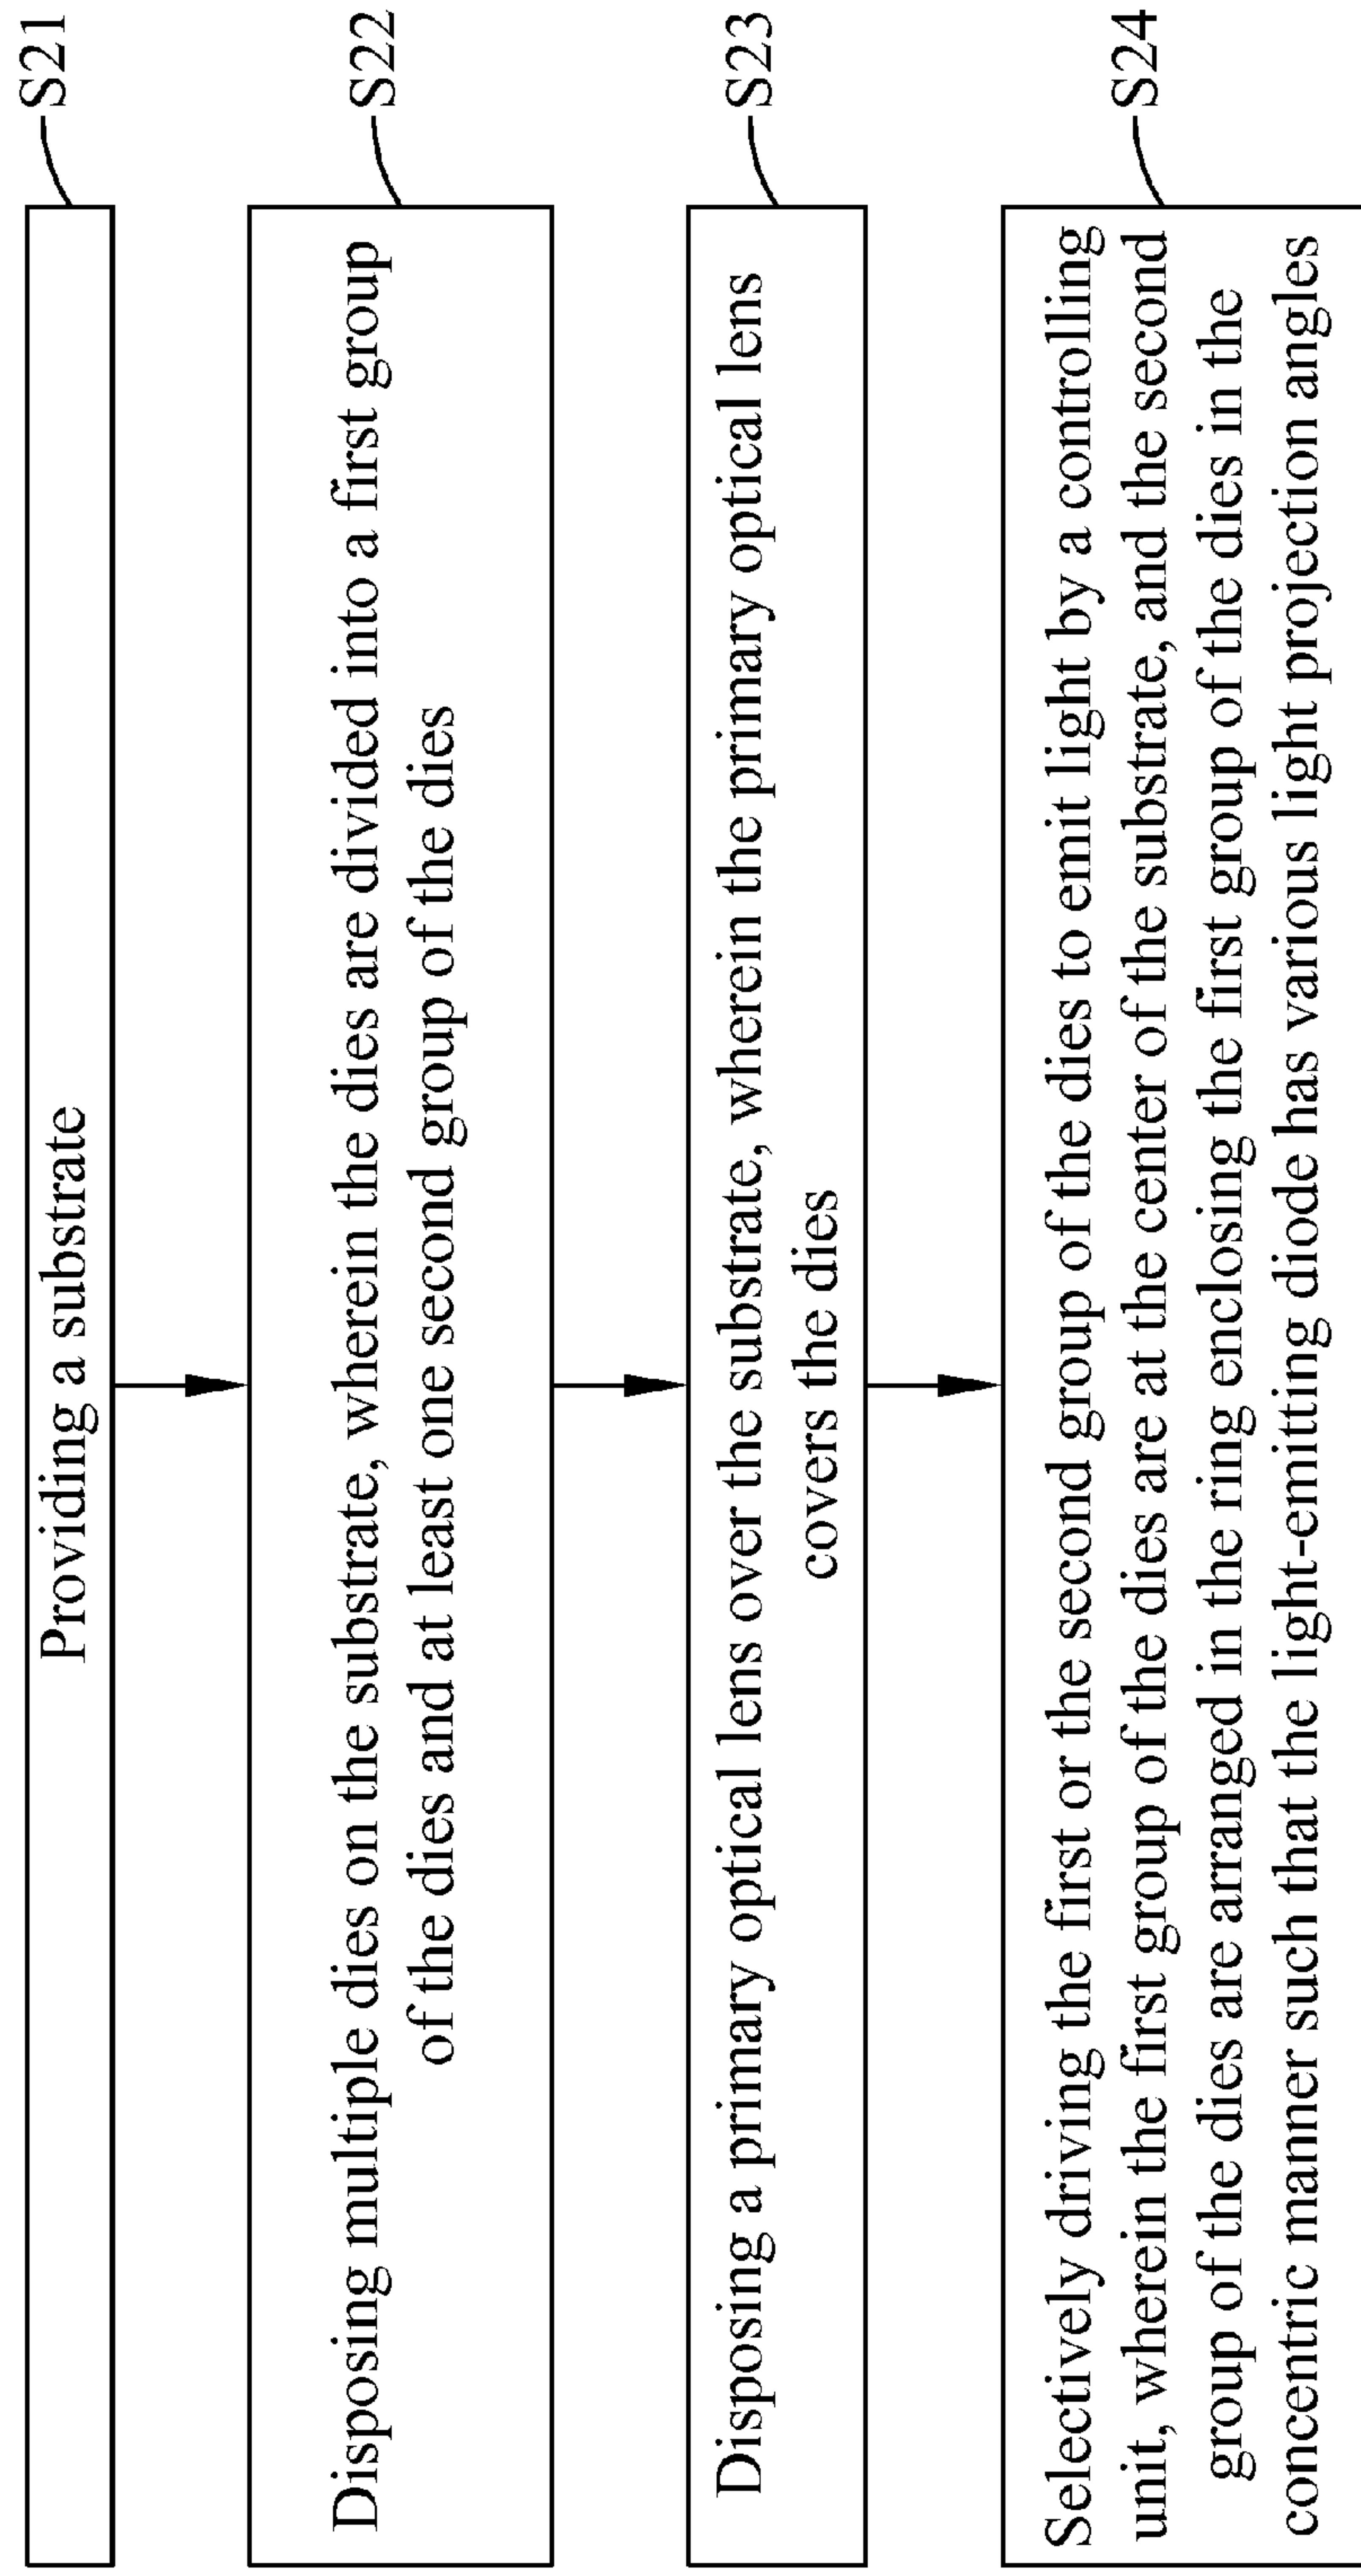 Providing a substrate
S21
Disposing multiple dies on the substrate, wherein the dies are divided into a first group
of the dies and at least one second group of the dies
S22
Disposing a primary optical lens over the substrate, wherein the primary optical lens
covers the dies
S23
Selectively driving the first or the second group of the dies to emit light by a controlling
unit, wherein the first group of the dies are at the center of the substrate, and the second
group of the dies are arranged in the ring enclosing the first group of the dies in the
concentric manner such that the light-emitting diode has various light projection angles
S24